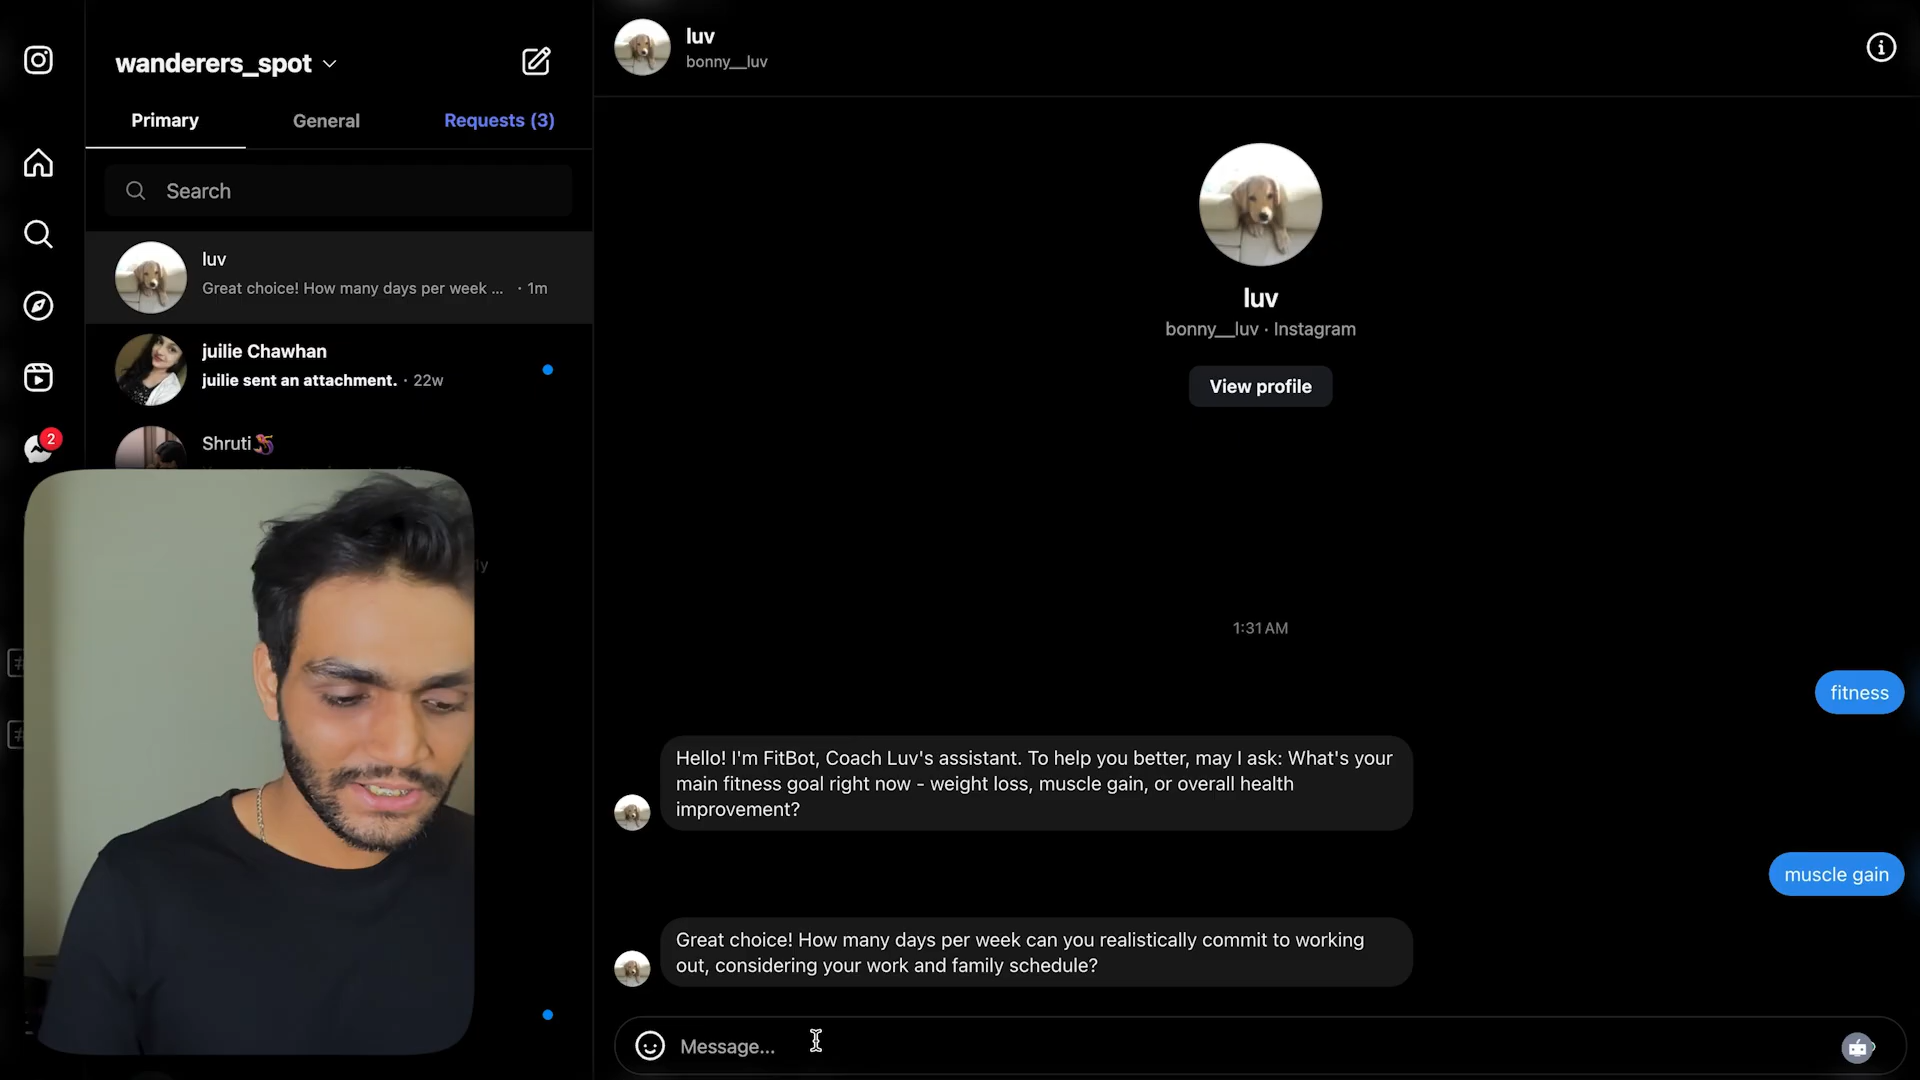 wanderers_spot
Primary
General
Requests (3)
Search
luv
Great choice! How many days per week ... · 1m
juilie Chawhan
juilie sent an attachment. · 22w
Shruti
2
luv
bonny__luv
luv
bonny__luv · Instagram
View profile
1:31 AM
fitness
Hello! I'm FitBot, Coach Luv's assistant. To help you better, may I ask: What's your
main fitness goal right now - weight loss, muscle gain, or overall health
improvement?
muscle gain
Great choice! How many days per week can you realistically commit to working
out, considering your work and family schedule?
Message...